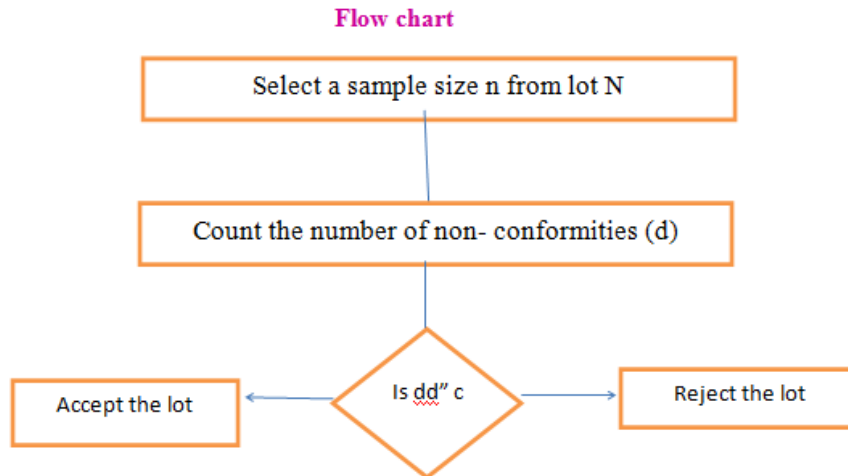 Flow chart
Select a sample size n from lot N
Count the number of non- conformities (d)
Is dd” c
Accept the lot
Reject the lot